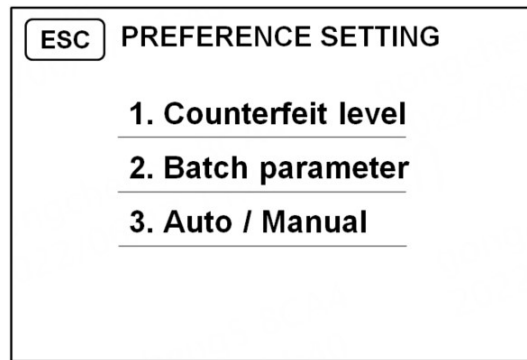 ESC PREFERENCE SETTING
1. Counterfeit level
2. Batch parameter
3. Auto / Manual